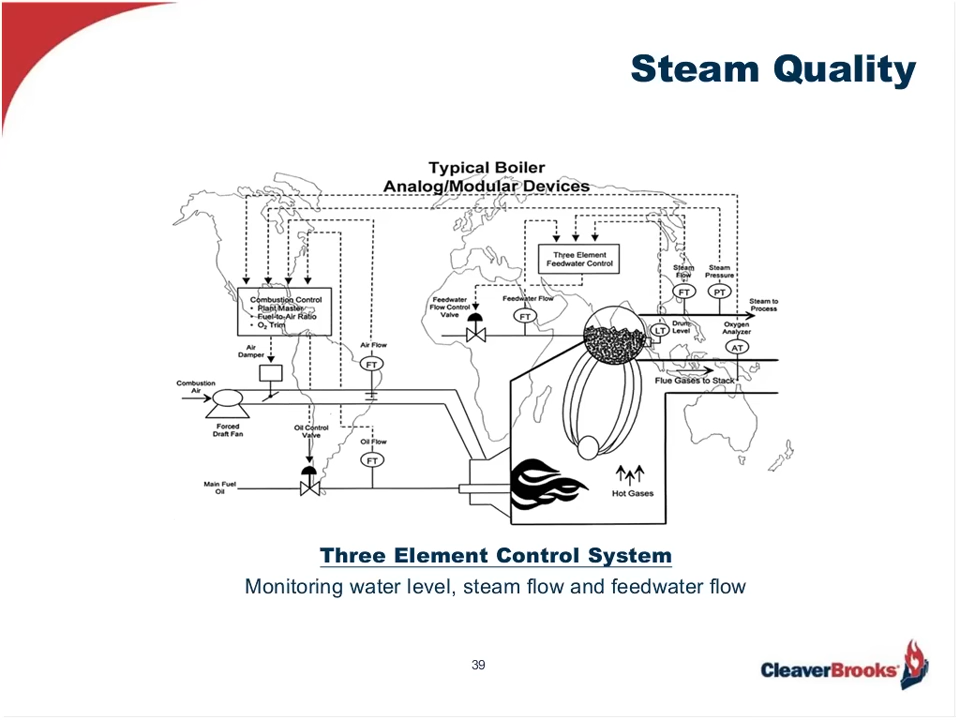 Steam Quality
Typical Boiler
Analog/Modular Devices
Three Element
Feedwater Control
Steam
Flow
Steam
Pressure
Feedwater
Flow Control
Valve
Feedwater Flow
FT
FT
PT
Steam to
Process
Combustion Control
• Plant Master
• Fuel-to-Air Ratio
• O₂ Trim
LT
Drum
Level
Oxygen
Analyzer
AT
Air
Damper
Air Flow
FT
Flue Gases to Stack
Combustion
Air
Forced
Draft Fan
Oil Control
Valve
Oil Flow
FT
Main Fuel
Oil
Hot Gases
Three Element Control System
Monitoring water level, steam flow and feedwater flow
39
CleaverBrooks®